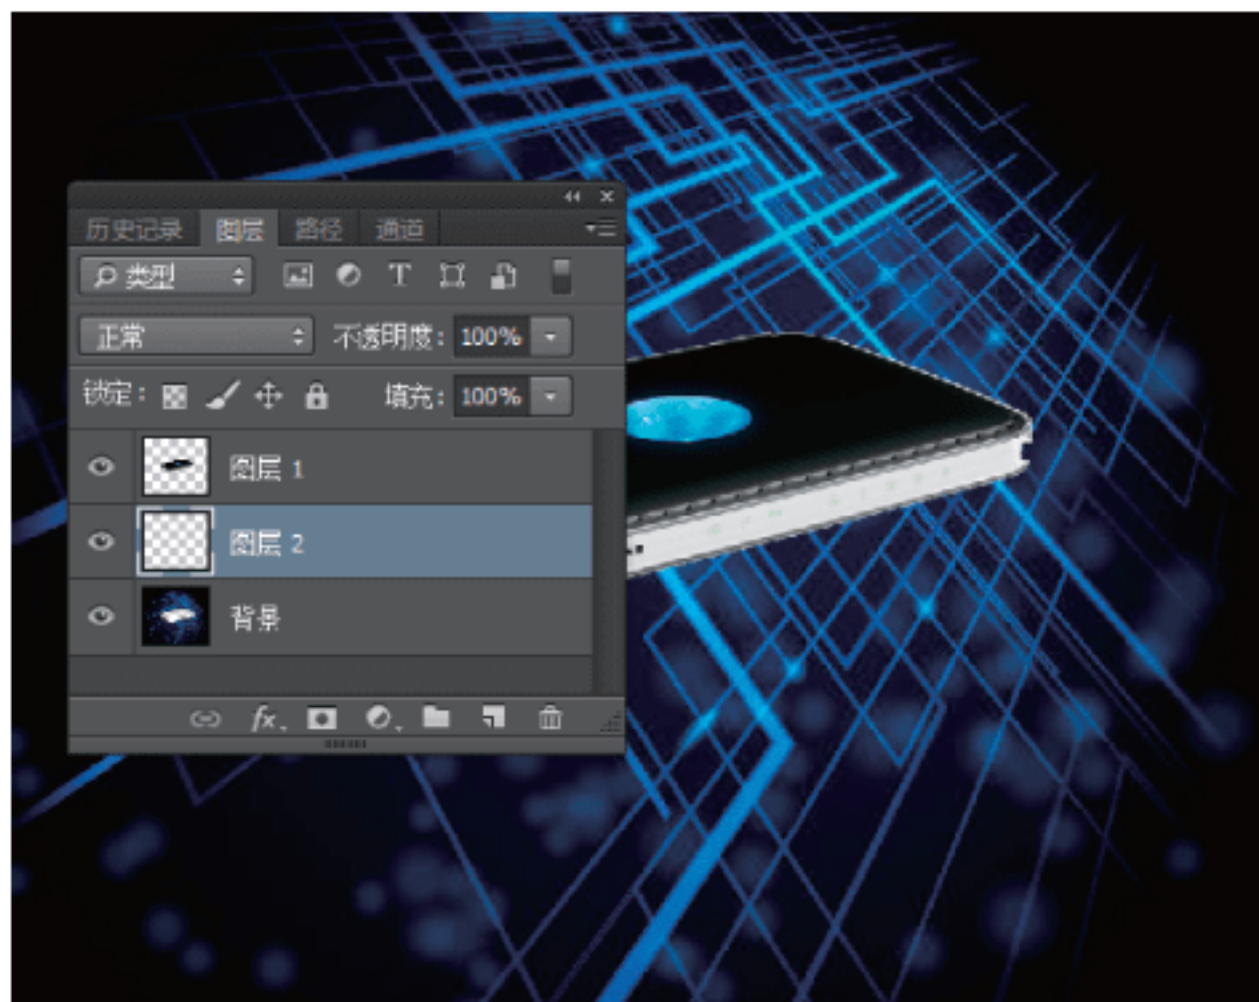 历史记录 图层 路径 通道
类型
正常 不透明度: 100%
锁定: 填充: 100%
图层 1
图层 2
背景
fx.